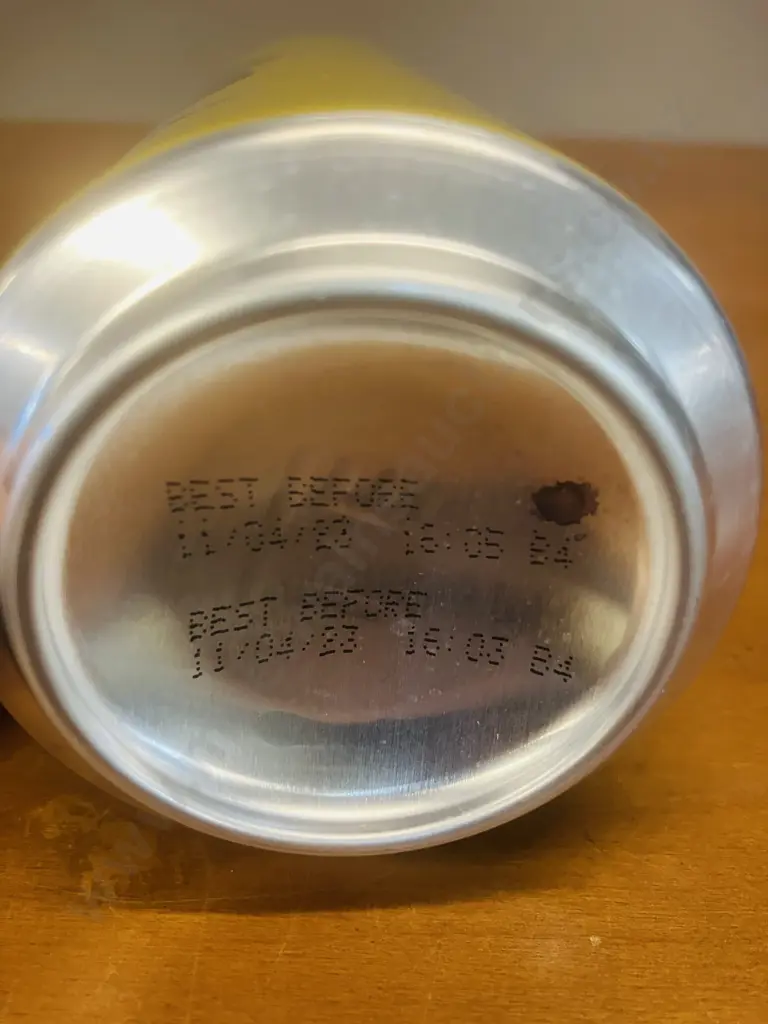 BEST BEFORE
11/04/23 16:05 B4
BEST BEFORE
11/04/23 16:03 B4